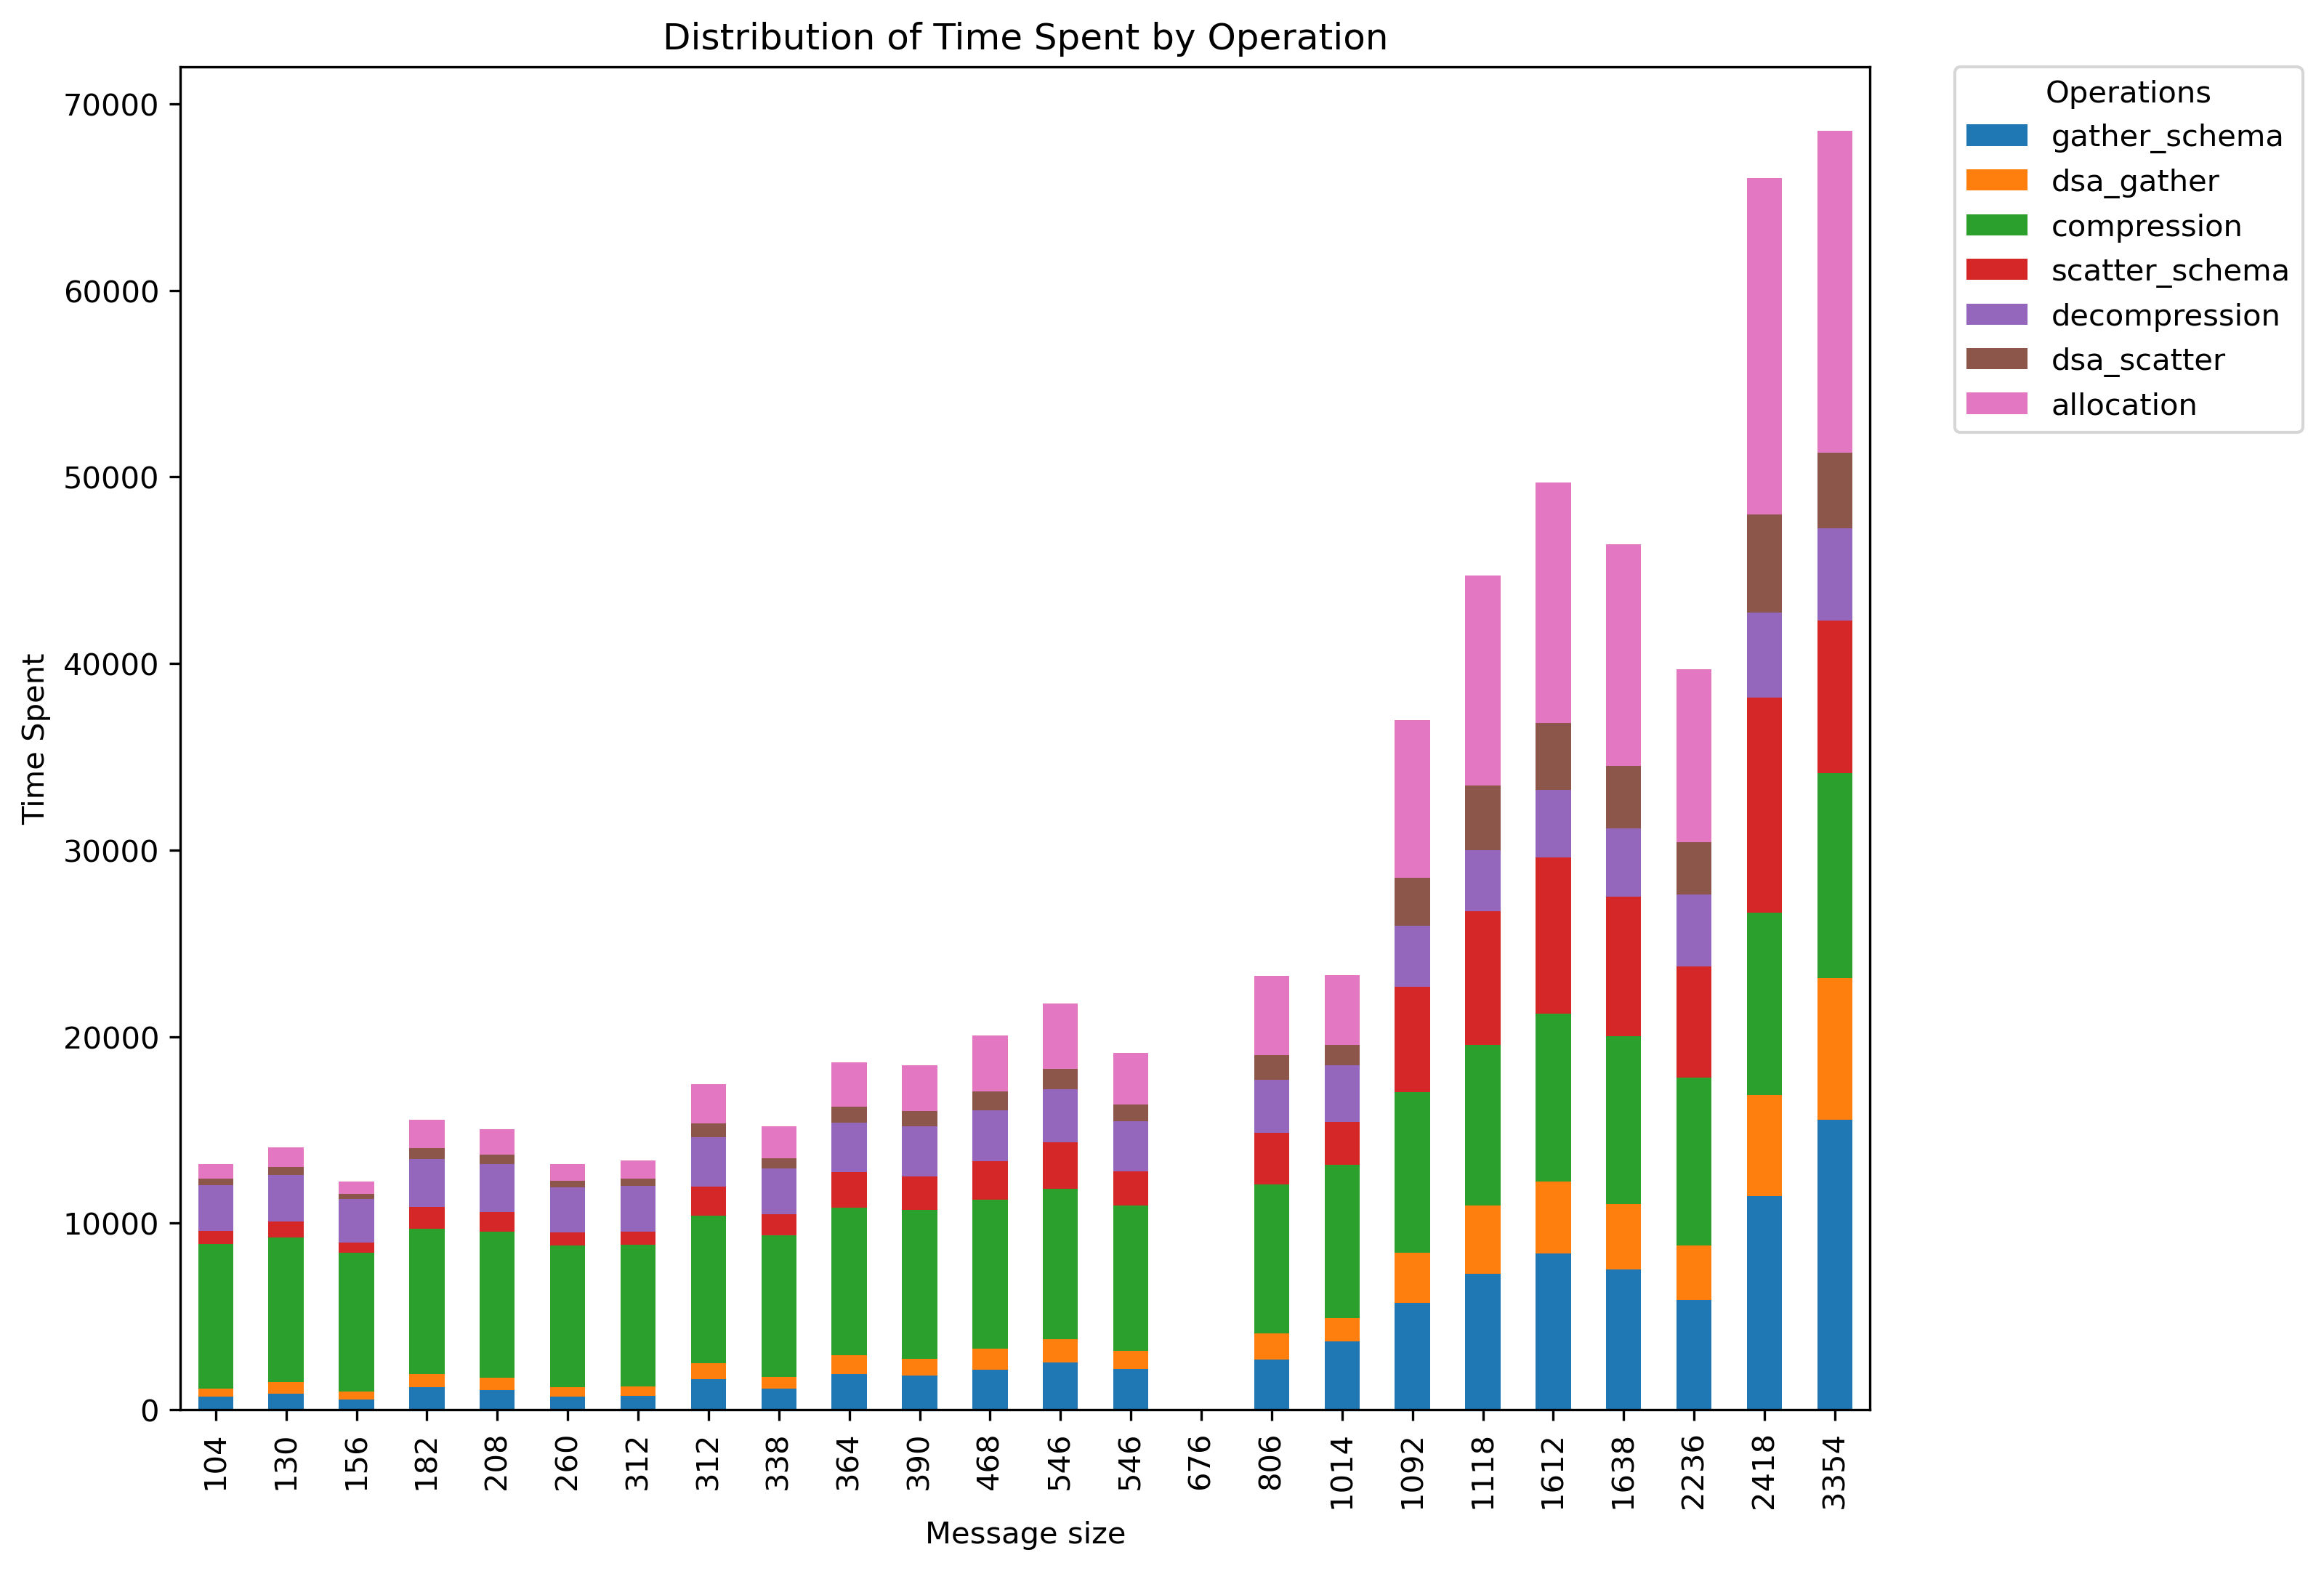 Distribution of Time Spent by Operation
70000
60000
50000
40000
30000
20000
10000
0
Time Spent
104
130
156
182
208
260
312
312
338
364
390
468
546
546
676
806
1014
1092
1118
1612
1638
2236
2418
3354
Message size
Operations
gather_schema
dsa_gather
compression
scatter_schema
decompression
dsa_scatter
allocation